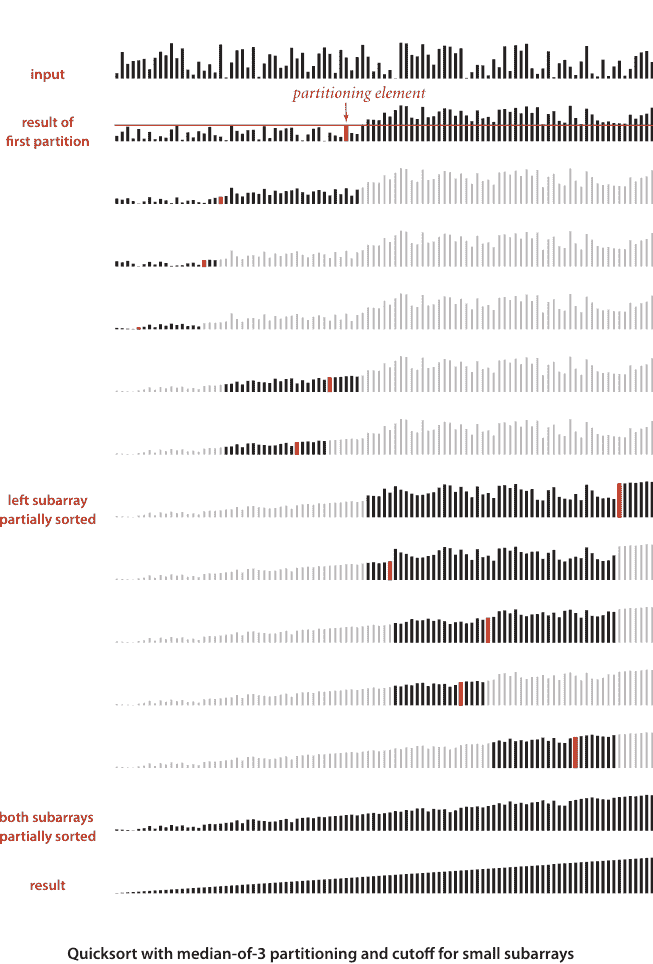 input
partitioning element
result of
first partition
left subarray
partially sorted
both subarrays
partially sorted
result
Quicksort with median-of-3 partitioning and cutoff for small subarrays